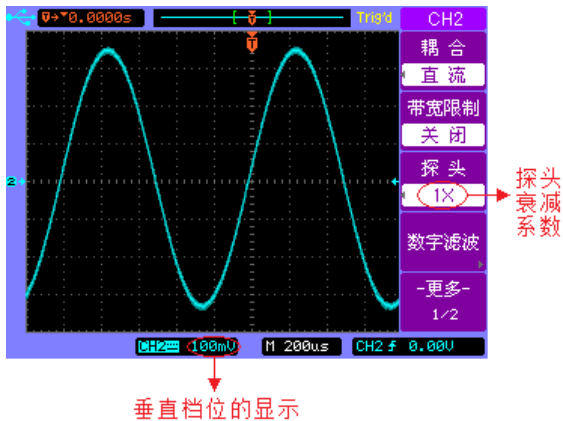 T→▼0.0000s
[ T ]
Trig'd
CH2
T
耦合
直流
带宽限制
关闭
探头
1X
数字滤波
-更多-
1/2
2
探头
衰减
系数
CH2 100mV
M 200us
CH2 0.00V
垂直档位的显示